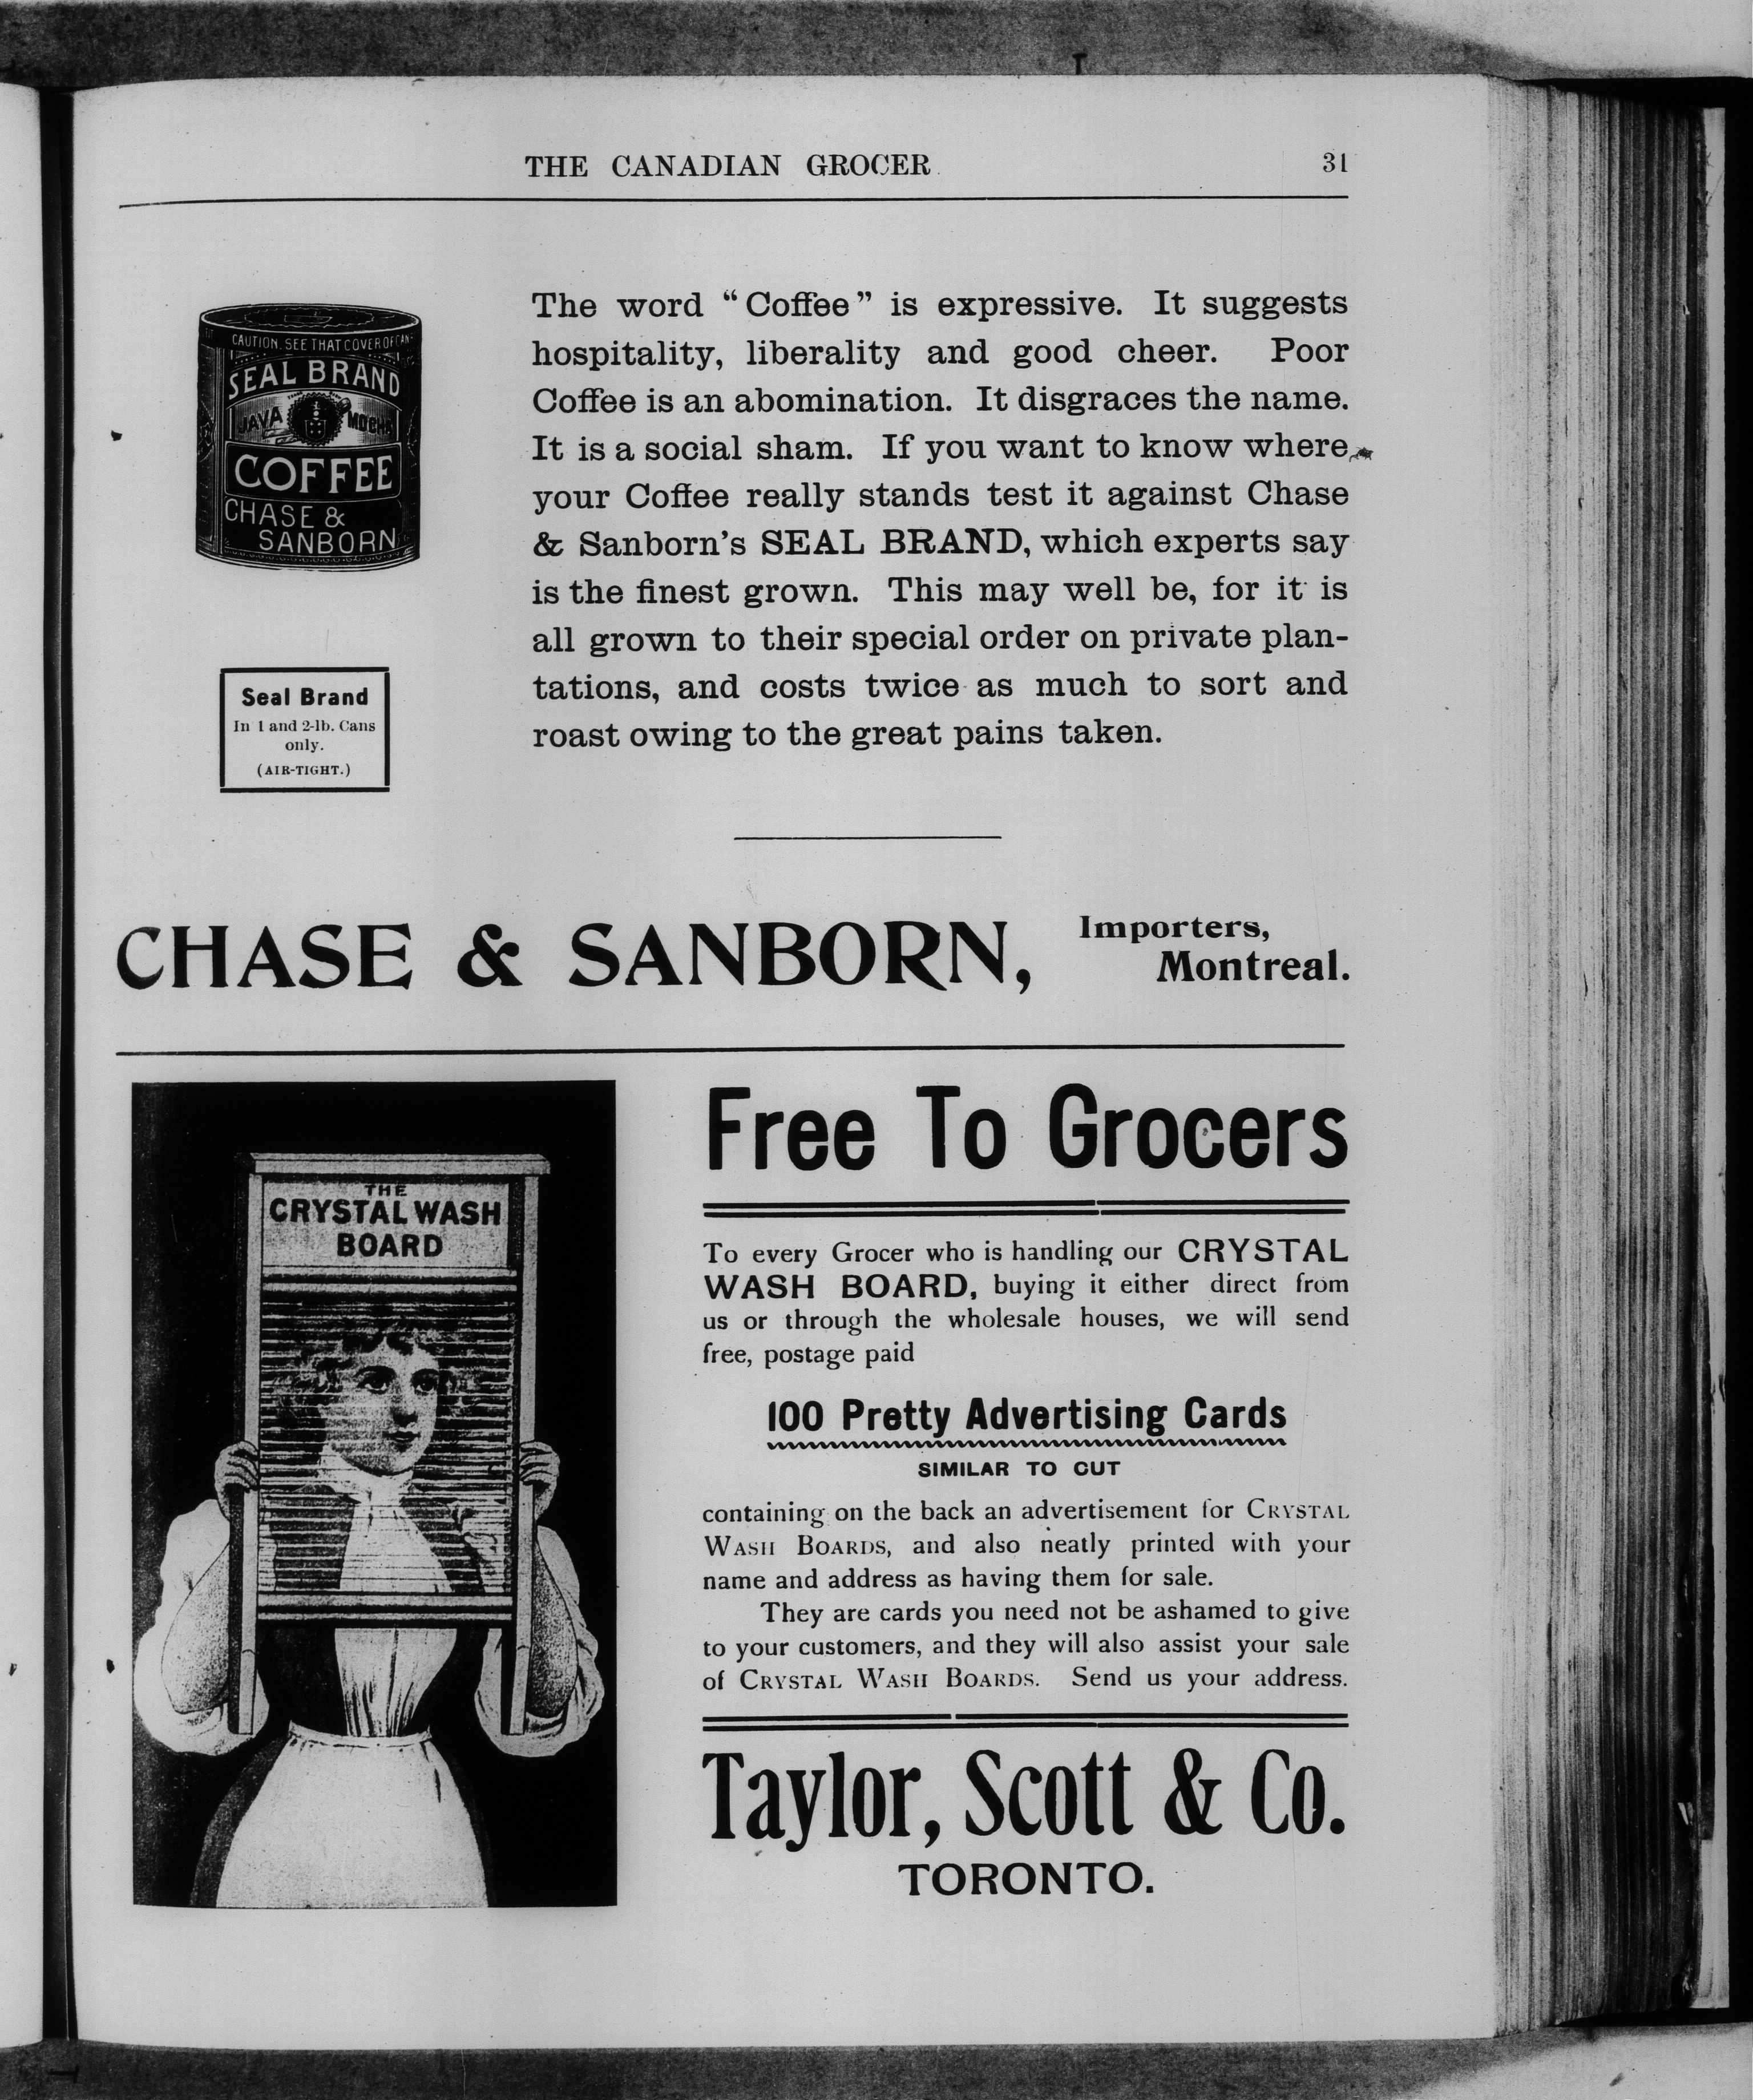 THE CANADIAN GROCER 31
CAUTION. SEE THAT COVER OF CAN
SEAL BRAND
JAVA MOCHA
COFFEE
CHASE &
SANBORN
Seal Brand
In 1 and 2-lb. Cans
only.
(AIR-TIGHT.)
The word “Coffee” is expressive. It suggests
hospitality, liberality and good cheer. Poor
Coffee is an abomination. It disgraces the name.
It is a social sham. If you want to know where
your Coffee really stands test it against Chase
& Sanborn's SEAL BRAND, which experts say
is the finest grown. This may well be, for it is
all grown to their special order on private plan-
tations, and costs twice as much to sort and
roast owing to the great pains taken.
CHASE & SANBORN,
Importers,
Montreal.
THE
CRYSTAL WASH
BOARD
Free To Grocers
To every Grocer who is handling our CRYSTAL
WASH BOARD, buying it either direct from
us or through the wholesale houses, we will send
free, postage paid
100 Pretty Advertising Cards
SIMILAR TO CUT
containing on the back an advertisement for CRYSTAL
WASH BOARDS, and also neatly printed with your
name and address as having them for sale.
They are cards you need not be ashamed to give
to your customers, and they will also assist your sale
of CRYSTAL WASH BOARDS. Send us your address.
Taylor, Scott & Co.
TORONTO.